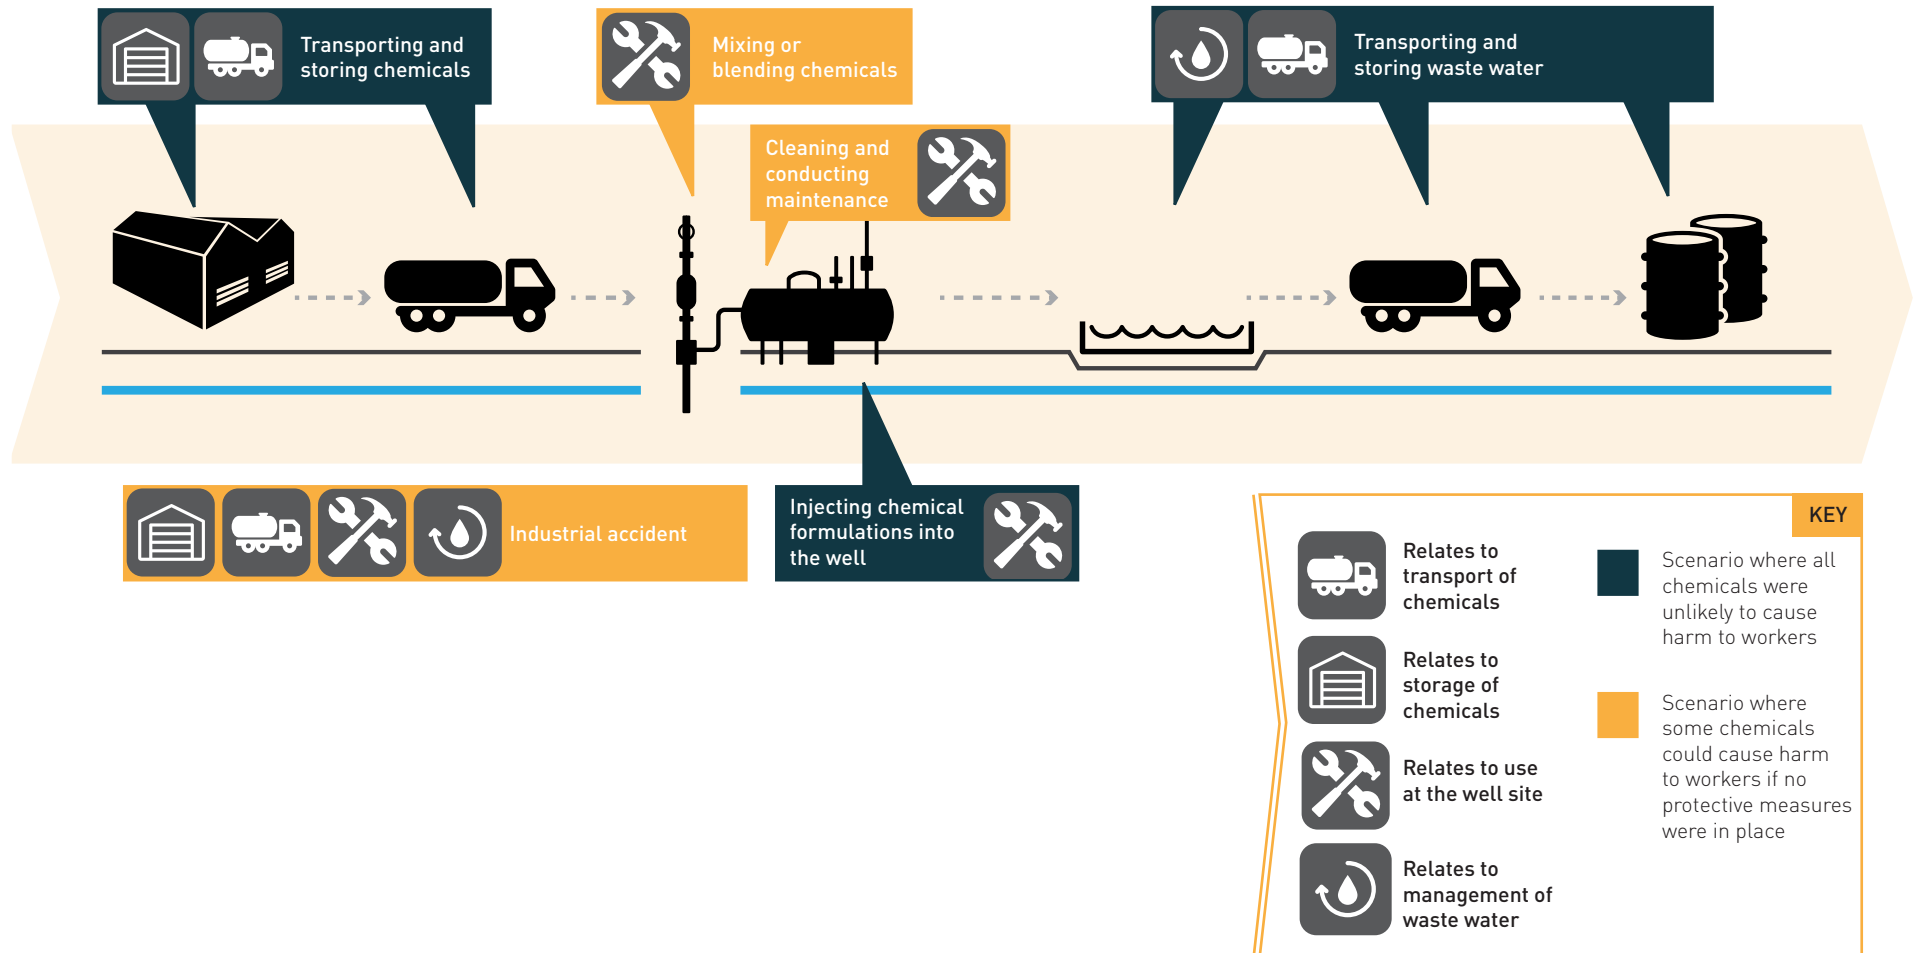 Transporting and
storing chemicals
Mixing or
blending chemicals
Transporting and
storing waste water
Cleaning and
conducting
maintenance
Industrial accident
Injecting chemical
formulations into
the well
KEY
Relates to
transport of
chemicals
Relates to
storage of
chemicals
Relates to use
at the well site
Relates to
management of
waste water
Scenario where all
chemicals were
unlikely to cause
harm to workers
Scenario where
some chemicals
could cause harm
to workers if no
protective measures
were in place